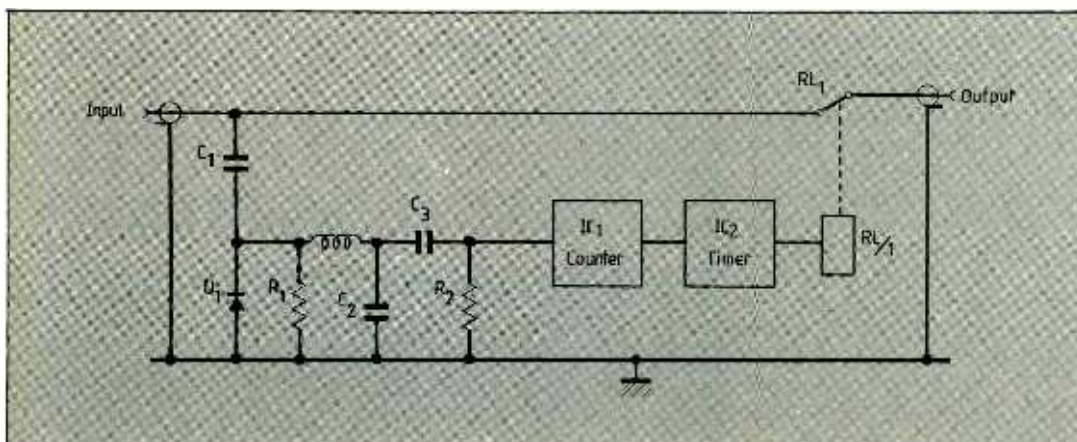 Input
RL1
Output
C1
C3
IC1
Counter
IC2
Timer
RL/1
D1
R1
C2
R2